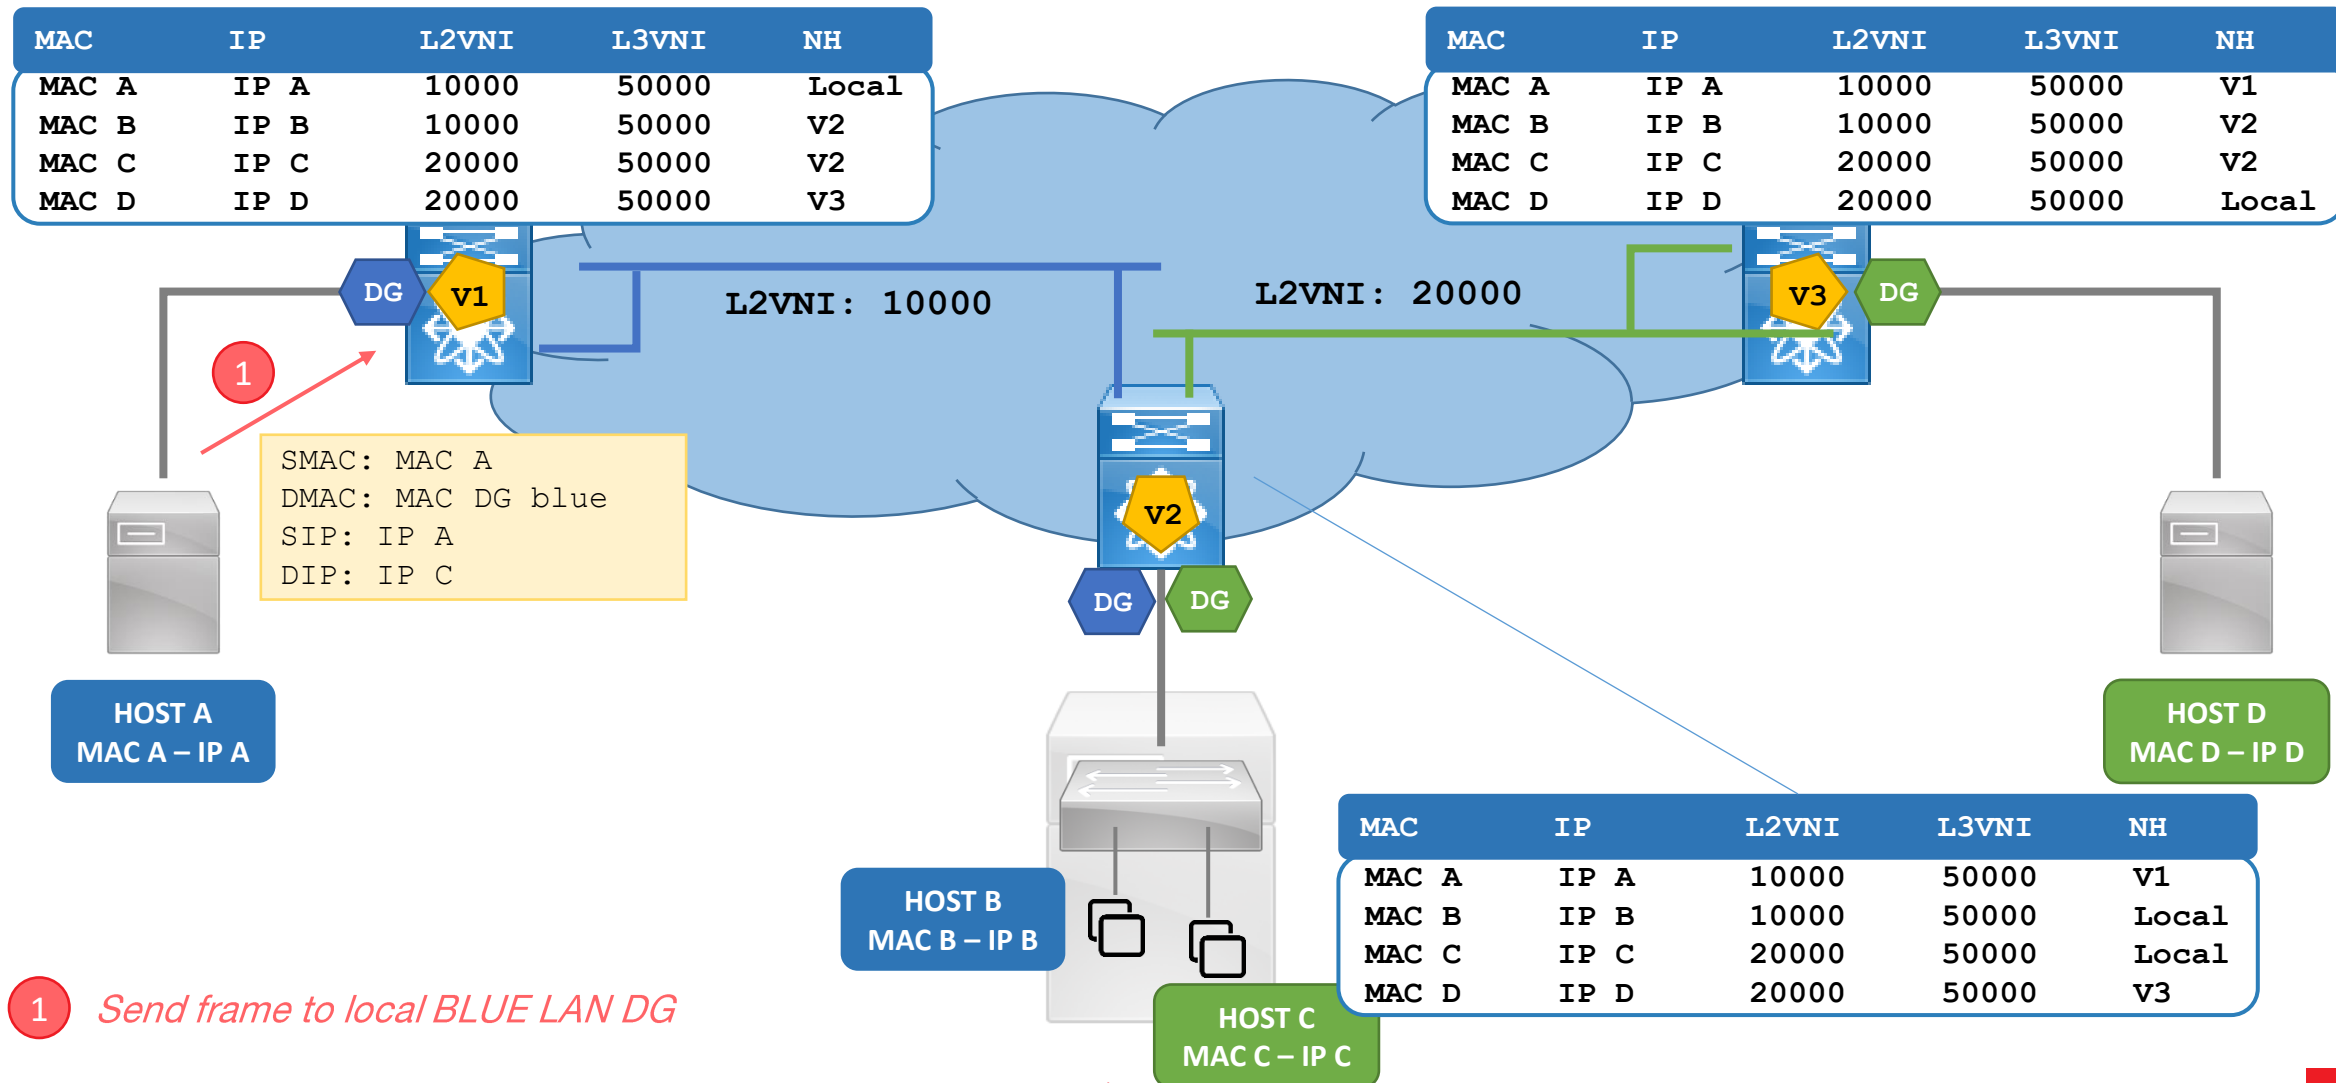 MAC IP L2VNI L3VNI NH
MAC A IP A 10000 50000 Local
MAC B IP B 10000 50000 V2
MAC C IP C 20000 50000 V2
MAC D IP D 20000 50000 V3
MAC IP L2VNI L3VNI NH
MAC A IP A 10000 50000 V1
MAC B IP B 10000 50000 V2
MAC C IP C 20000 50000 V2
MAC D IP D 20000 50000 Local
DG
V1
L2VNI: 10000
L2VNI: 20000
V3
DG
1
SMAC: MAC A
DMAC: MAC DG blue
SIP: IP A
DIP: IP C
V2
DG
DG
HOST A
MAC A – IP A
HOST D
MAC D – IP D
HOST B
MAC B – IP B
HOST C
MAC C – IP C
MAC IP L2VNI L3VNI NH
MAC A IP A 10000 50000 V1
MAC B IP B 10000 50000 Local
MAC C IP C 20000 50000 Local
MAC D IP D 20000 50000 V3
1 Send frame to local BLUE LAN DG